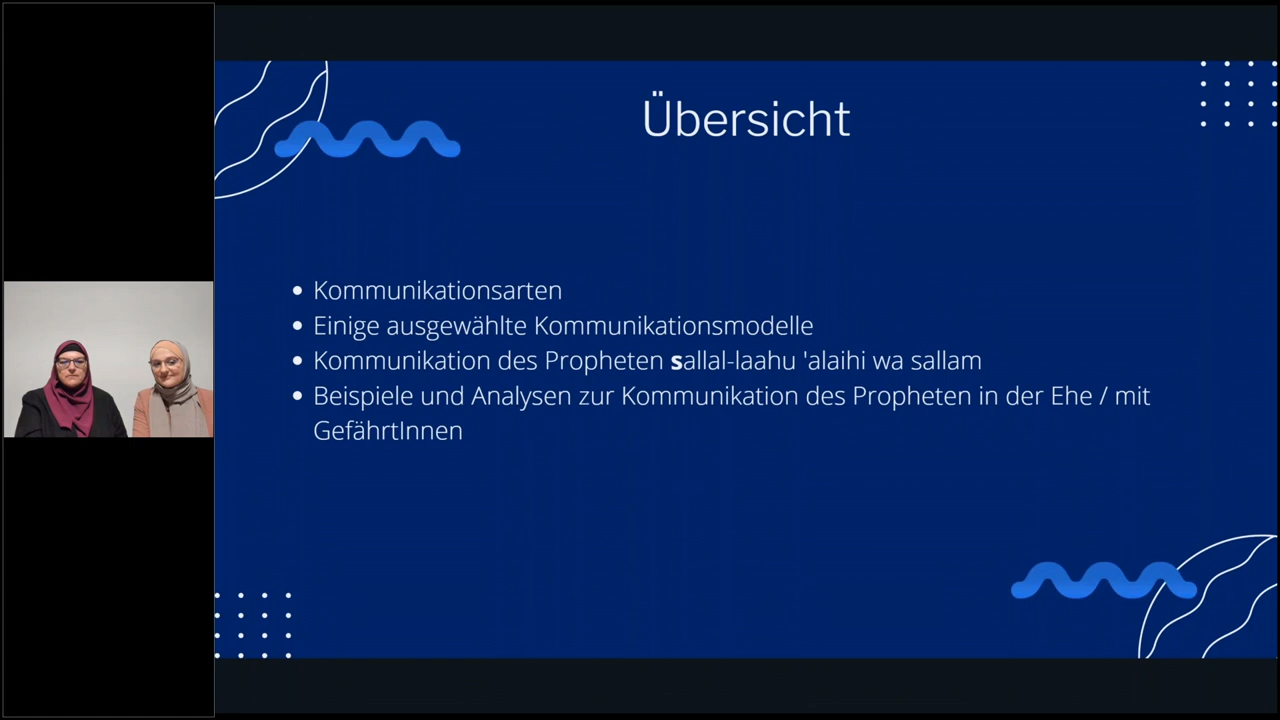 Übersicht
Kommunikationsarten
Einige ausgewählte Kommunikationsmodelle
Kommunikation des Propheten sallal-laahu 'alaihi wa sallam
Beispiele und Analysen zur Kommunikation des Propheten in der Ehe / mit
GefährtInnen